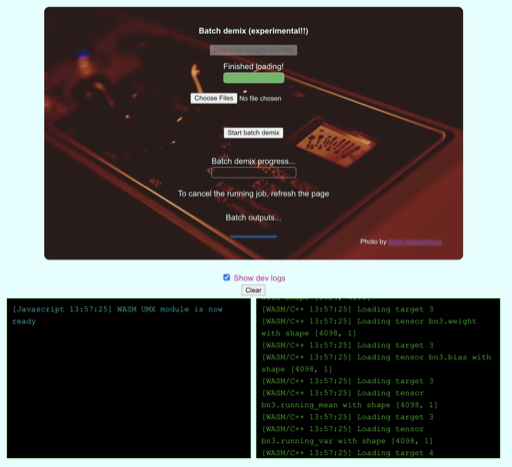 Batch demix (experimental!!)
Finished loading!
Choose Files No file chosen
Start batch demix
Batch demix progress...
To cancel the running job, refresh the page
Batch outputs...
Photo by
Show dev logs
Clear
[Javascript 13:57:25] WASM UMX module is now
ready
[WASM/C++ 13:57:25] Loading target 3
[WASM/C++ 13:57:25] Loading tensor bn3.weight
with shape [4098, 1]
[WASM/C++ 13:57:25] Loading target 3
[WASM/C++ 13:57:25] Loading tensor bn3.bias with
shape [4098, 1]
[WASM/C++ 13:57:25] Loading target 3
[WASM/C++ 13:57:25] Loading tensor
bn3.running_mean with shape [4098, 1]
[WASM/C++ 13:57:25] Loading target 3
[WASM/C++ 13:57:25] Loading tensor
bn3.running_var with shape [4098, 1]
[WASM/C++ 13:57:25] Loading target 4